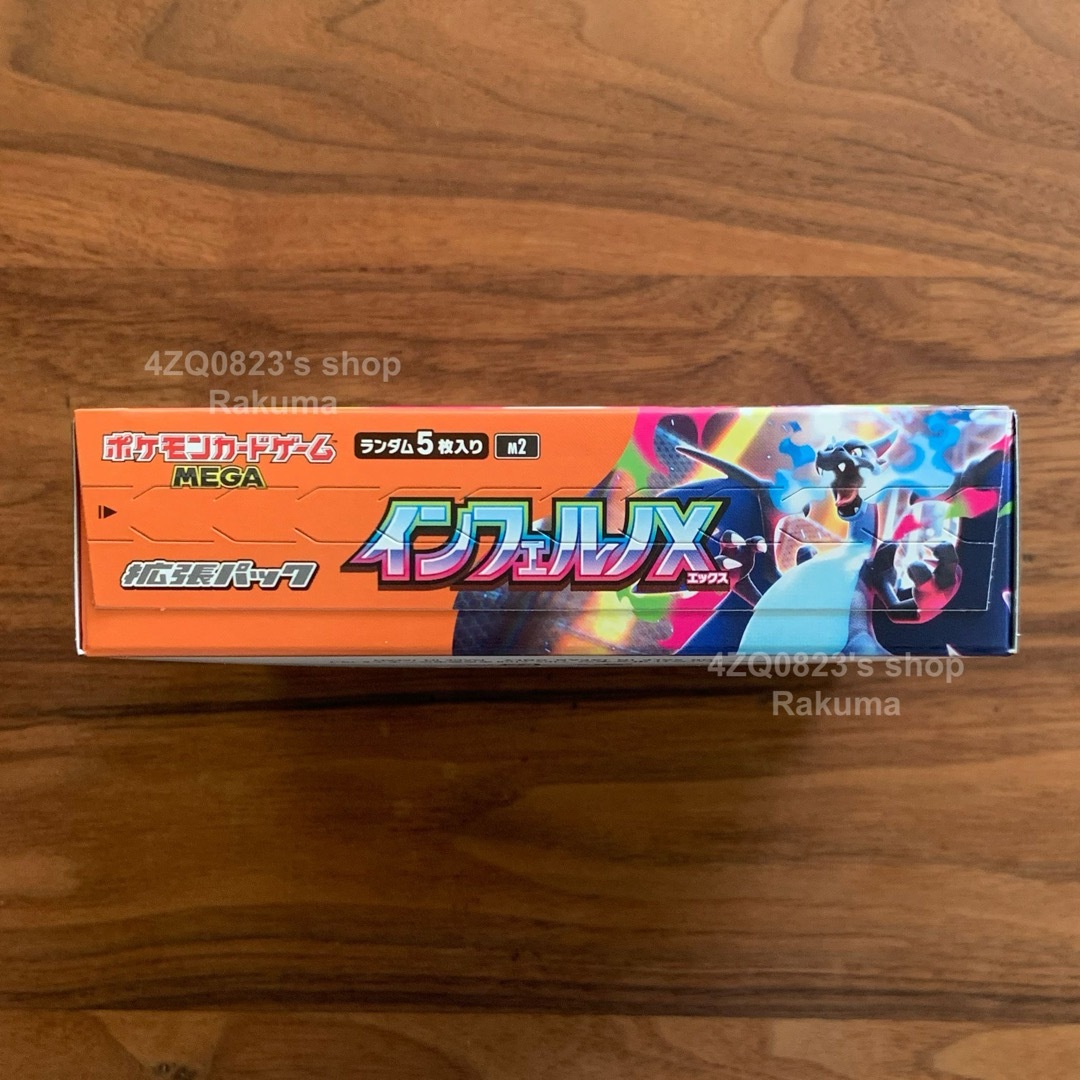 4ZQ0823's shop
Rakuma
ポケモンカードゲーム
MEGA
ランダム5枚入り M2
インフェルノX
エックス
拡張パック
4ZQ0823's shop
Rakuma